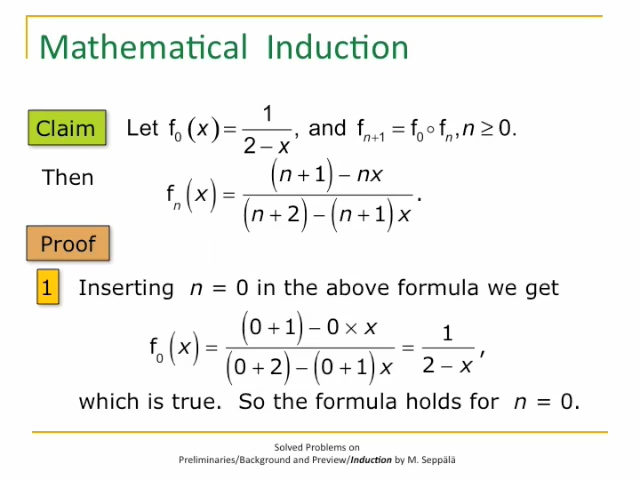 Mathematical Induction
Claim Let f₀(x) = 1/(2 − x), and fₙ₊₁ = f₀ ∘ fₙ, n ≥ 0.
Then
fₙ(x) = ((n + 1) − nx)/((n + 2) − (n + 1)x).
Proof
1 Inserting n = 0 in the above formula we get
f₀(x) = ((0 + 1) − 0 × x)/((0 + 2) − (0 + 1)x) = 1/(2 − x),
which is true. So the formula holds for n = 0.
Solved Problems on
Preliminaries/Background and Preview/Induction by M. Seppälä